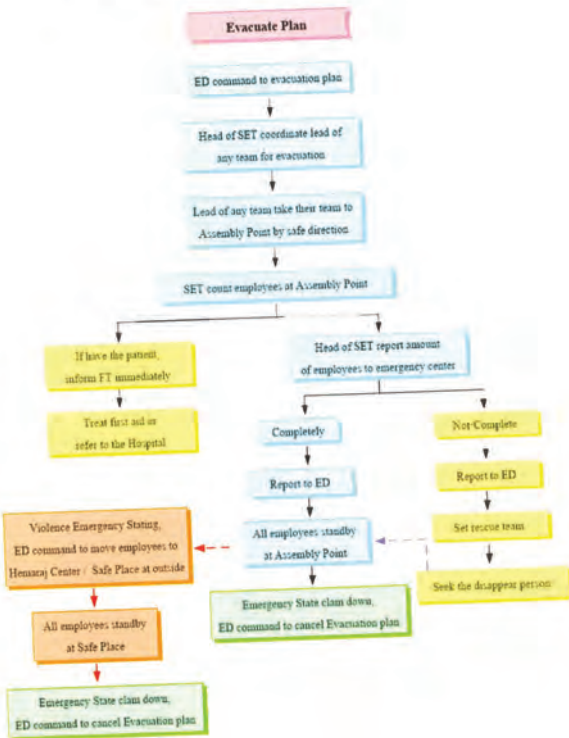 Evacuate Plan
ED command to evacuation plan
Head of SET coordinate lead of
any team for evacuation
Lead of any team take their team to
Assembly Point by safe direction
SET count employees at Assembly Point
If have the patient,
inform FT immediately
Treat first aid or
refer to the Hospital
Head of SET report amount
of employees to emergency center
Completely
Report to ED
All employees standby
at Assembly Point
Emergency State clam down,
ED command to cancel Evacuation plan
Not-Complete
Report to ED
Set rescue team
Seek the disappear person
Violence Emergency Stating,
ED command to move employees to
Hemaraj Center / Safe Place at outside
All employees standby
at Safe Place
Emergency State clam down,
ED command to cancel Evacuation plan